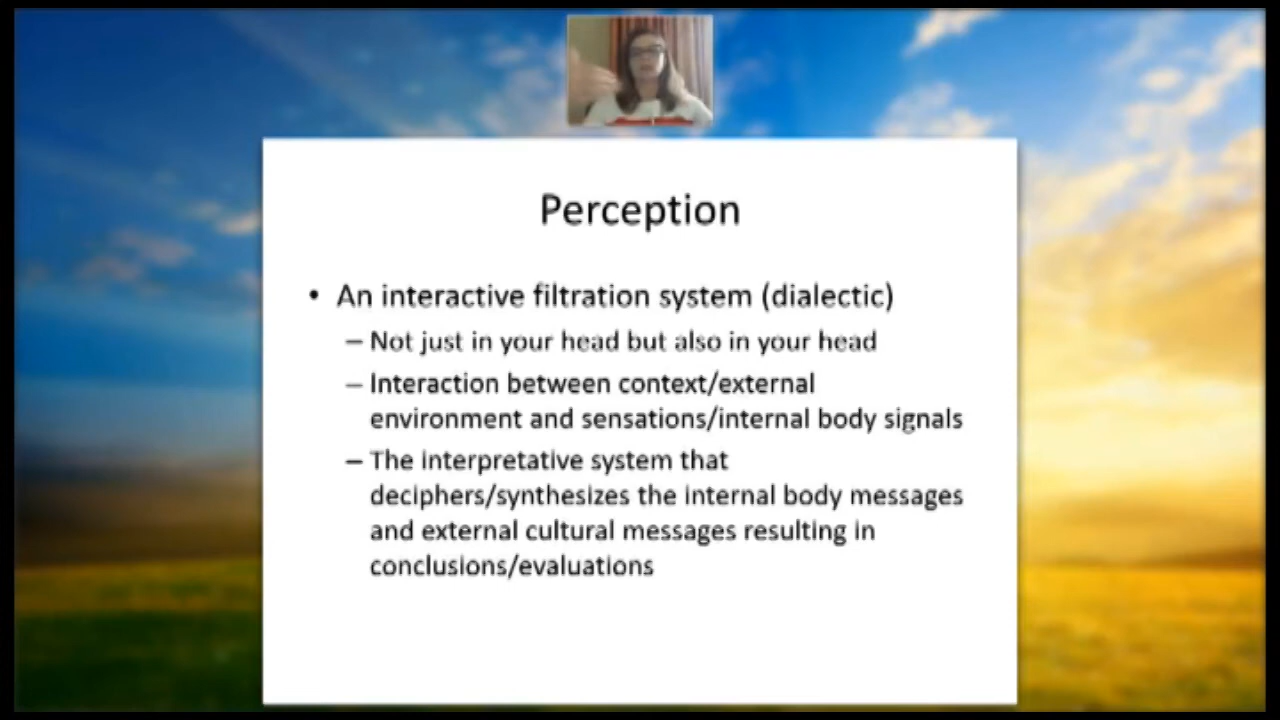 Perception
• An interactive filtration system (dialectic)
– Not just in your head but also in your head
– Interaction between context/external
environment and sensations/internal body signals
– The interpretative system that
deciphers/synthesizes the internal body messages
and external cultural messages resulting in
conclusions/evaluations